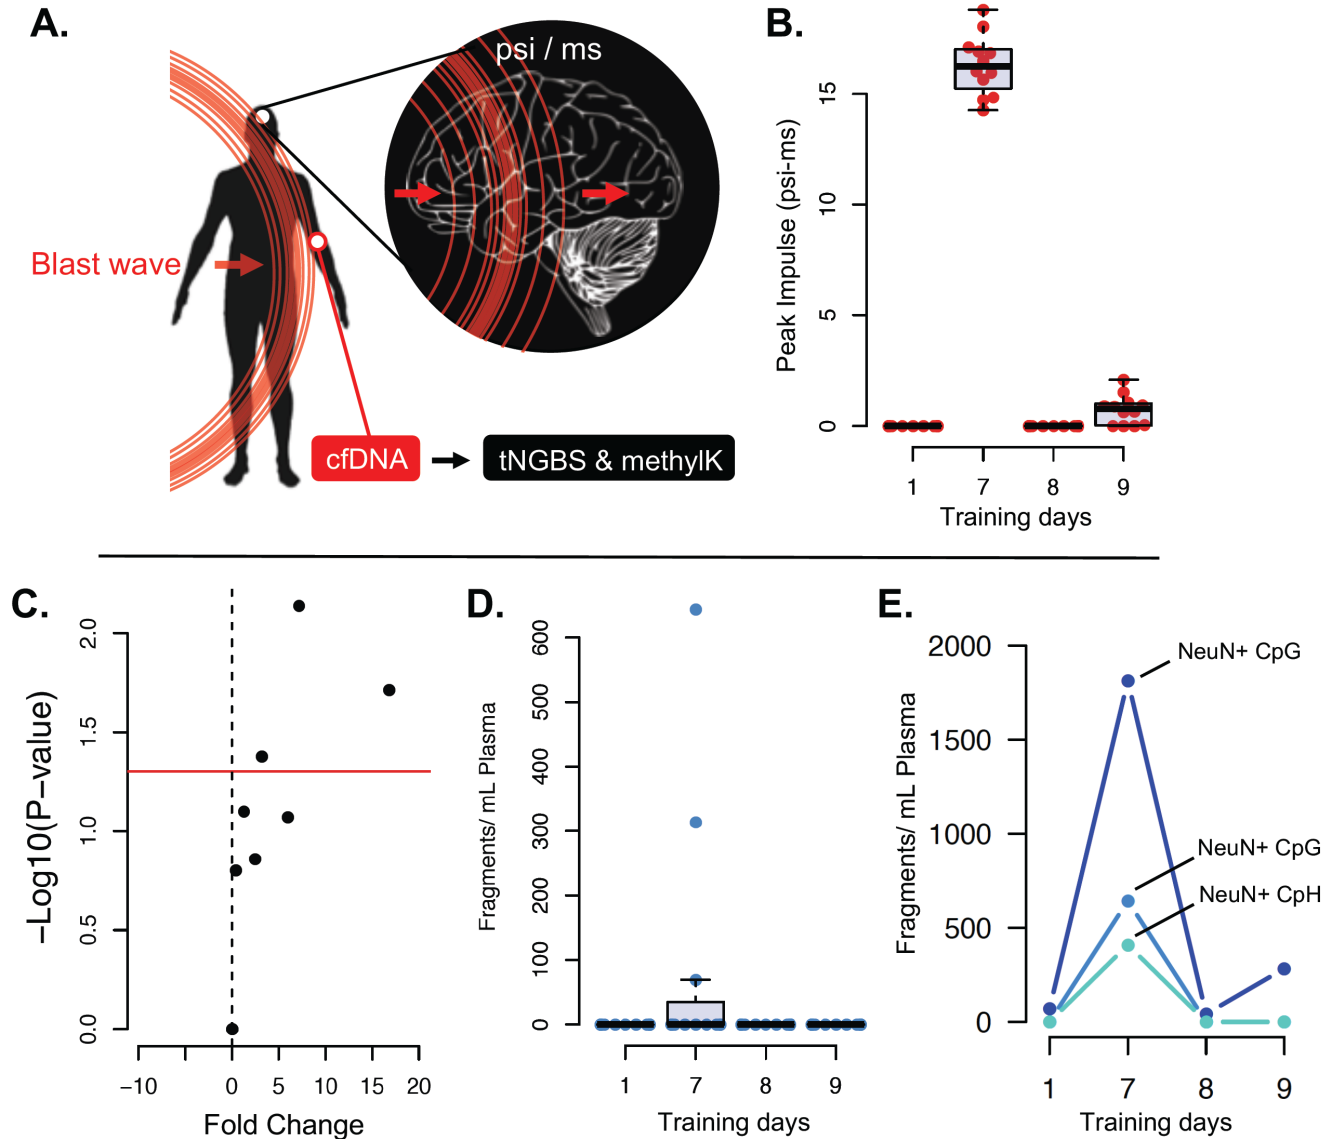 A.
psi / ms
Blast wave
cfDNA
tNGBS & methylK
B.
Peak Impulse (psi-ms)
15
10
5
0
1 7 8 9
Training days
C.
−Log10(P−value)
2.0
1.5
1.0
0.5
0.0
−10 0 5 10 15 20
Fold Change
D.
Fragments/ mL Plasma
600
500
400
300
200
100
0
1 7 8 9
Training days
E.
Fragments/ mL Plasma
2000
1500
1000
500
0
NeuN+ CpG
NeuN+ CpG
NeuN+ CpH
1 7 8 9
Training days